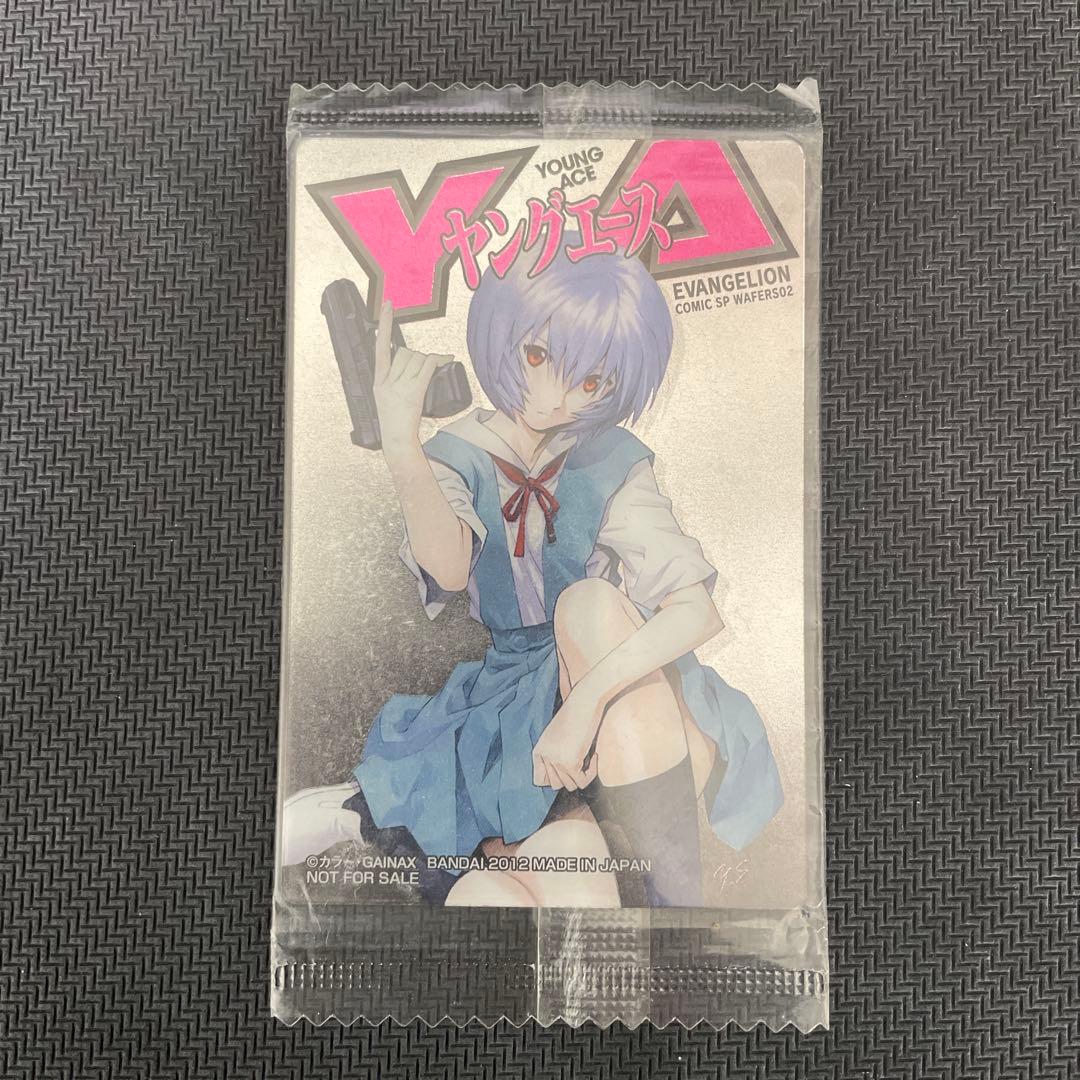 YOUNG
ACE
YA
ヤングエース
EVANGELION
COMIC SP WAFERS02
©カラー・GAINAX BANDAI 2012 MADE IN JAPAN
NOT FOR SALE
y.S